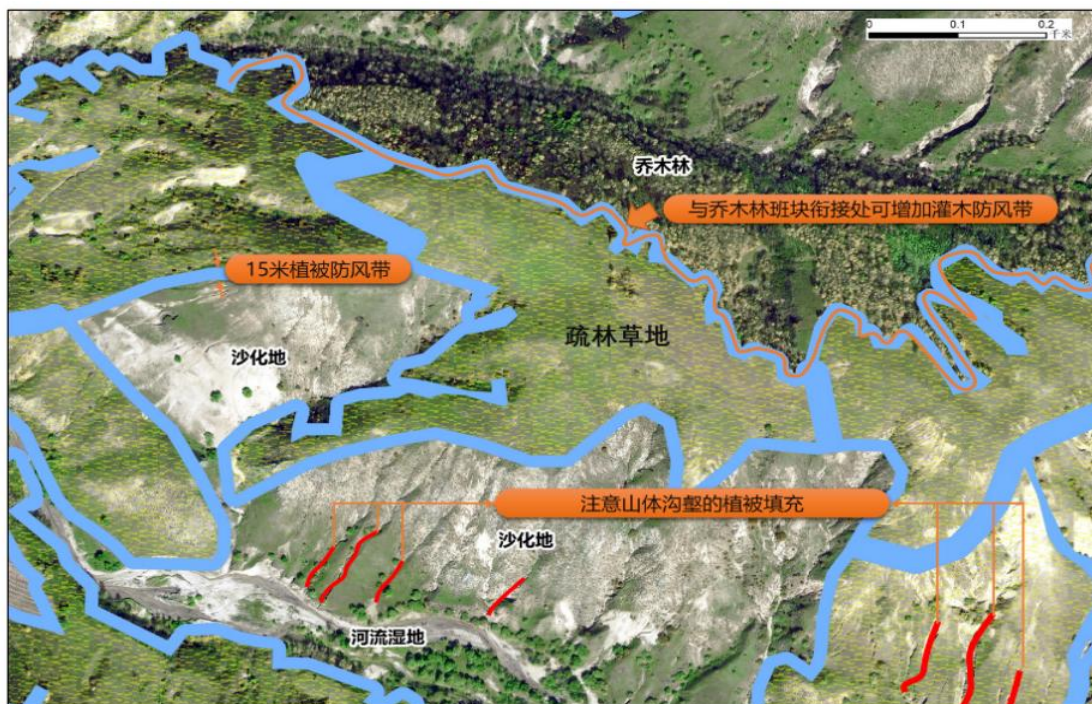 0 0.1 0.2
千米
乔木林
与乔木林班块衔接处可增加灌木防风带
15米植被防风带
疏林草地
沙化地
注意山体沟壑的植被填充
沙化地
河流湿地